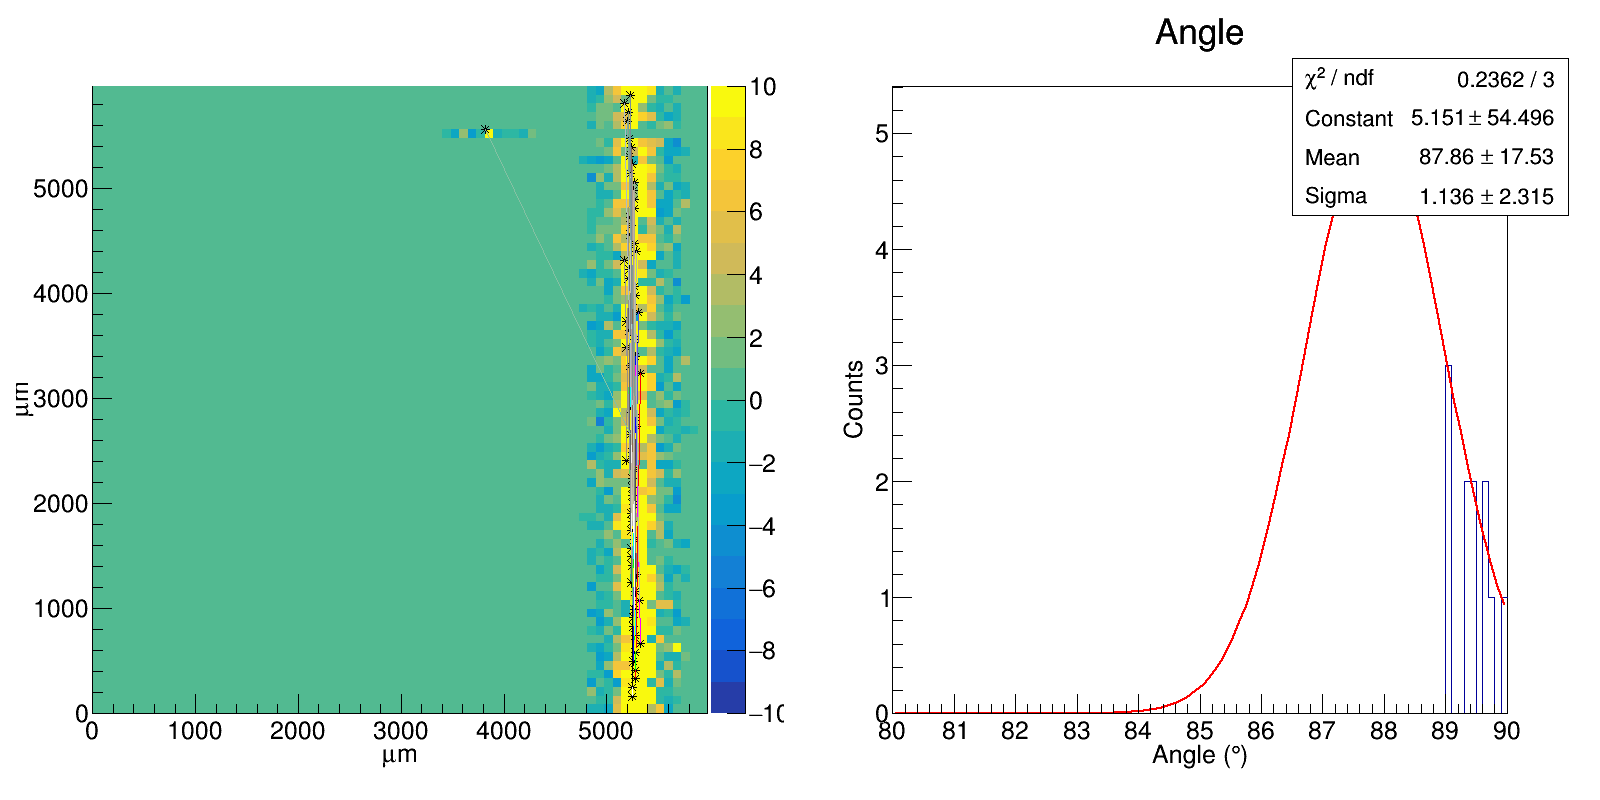 Angle
χ² / ndf 0.2362 / 3
Constant 5.151 ± 54.496
Mean 87.86 ± 17.53
Sigma 1.136 ± 2.315
10
8
6
4
2
0
−2
−4
−6
−8
−10
5000
4000
3000
2000
1000
0
μm
0 1000 2000 3000 4000 5000
μm
5
4
3
2
1
0
Counts
80 81 82 83 84 85 86 87 88 89 90
Angle (°)